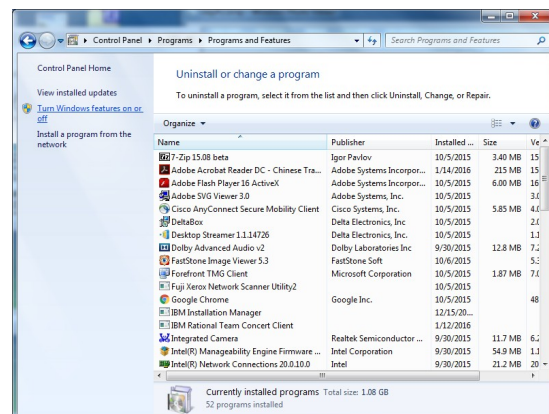 Control Panel ▸ Programs ▸ Programs and Features
Search Programs and Features
Control Panel Home
View installed updates
Turn Windows features on or
off
Install a program from the
network
Uninstall or change a program
To uninstall a program, select it from the list and then click Uninstall, Change, or Repair.
Organize
Name Publisher Installed ... Size Ve
7-Zip 15.08 beta Igor Pavlov 10/5/2015 3.40 MB 15
Adobe Acrobat Reader DC - Chinese Tra... Adobe Systems Incorpor... 1/14/2016 215 MB 15
Adobe Flash Player 16 ActiveX Adobe Systems Incorpor... 10/5/2015 6.00 MB 16
Adobe SVG Viewer 3.0 Adobe Systems, Inc. 10/5/2015 3.0
Cisco AnyConnect Secure Mobility Client Cisco Systems, Inc. 10/5/2015 5.85 MB 4.0
DeltaBox Delta Electronics, Inc 10/5/2015 2.0
Desktop Streamer 1.1.14726 Delta Electronics, Inc. 10/5/2015 1.1
Dolby Advanced Audio v2 Dolby Laboratories Inc 9/30/2015 12.8 MB 7.2
FastStone Image Viewer 5.3 FastStone Soft 10/6/2015 5.3
Forefront TMG Client Microsoft Corporation 10/5/2015 1.87 MB 7.0
Fuji Xerox Network Scanner Utility2 10/5/2015
Google Chrome Google Inc. 10/5/2015 48
IBM Installation Manager 12/15/20...
IBM Rational Team Concert Client 1/12/2016
Integrated Camera Realtek Semiconductor ... 9/30/2015 11.7 MB 6.2
Intel(R) Manageability Engine Firmware ... Intel Corporation 9/30/2015 54.9 MB 1.1
Intel(R) Network Connections 20.0.10.0 Intel 9/30/2015 21.2 MB 20
Currently installed programs Total size: 1.08 GB
52 programs installed